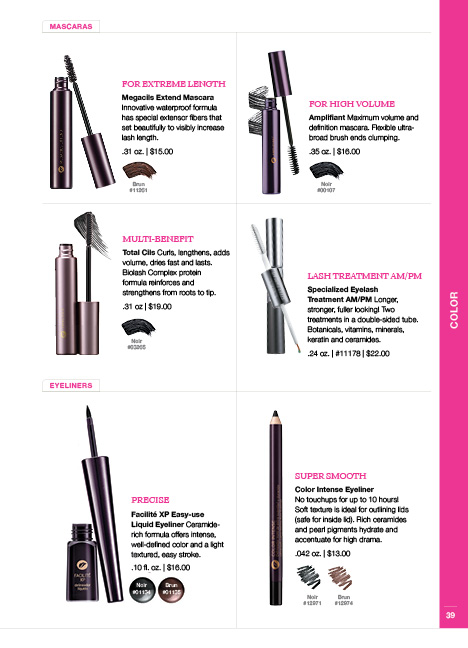 MASCARAS
FOR EXTREME LENGTH
Megacils Extend Mascara
Innovative waterproof formula
has special extensor fibers that
set beautifully to visibly increase
lash length.
.31 oz. | $15.00
Brun
#11201
FOR HIGH VOLUME
Amplifiant Maximum volume and
definition mascara. Flexible ultra-
broad brush ends clumping.
.35 oz. | $16.00
Noir
#00107
MULTI-BENEFIT
Total Cils Curls, lengthens, adds
volume, dries fast and lasts.
Biolash Complex protein
formula reinforces and
strengthens from roots to tip.
.31 oz | $19.00
Noir
#03265
LASH TREATMENT AM/PM
Specialized Eyelash
Treatment AM/PM Longer,
stronger, fuller looking! Two
treatments in a double-sided tube.
Botanicals, vitamins, minerals,
keratin and ceramides.
.24 oz. | #11178 | $22.00
COLOR
EYELINERS
PRECISE
Facilité XP Easy-use
Liquid Eyeliner Ceramide-
rich formula offers intense,
well-defined color and a light
textured, easy stroke.
.10 fl. oz. | $16.00
Noir
#01134
Brun
#01135
FACILITÉ
XP
SUPER SMOOTH
Color Intense Eyeliner
No touchups for up to 10 hours!
Soft texture is ideal for outlining lids
(safe for inside lid). Rich ceramides
and pearl pigments hydrate and
accentuate for high drama.
.042 oz. | $13.00
Noir
#12971
Brun
#12974
39